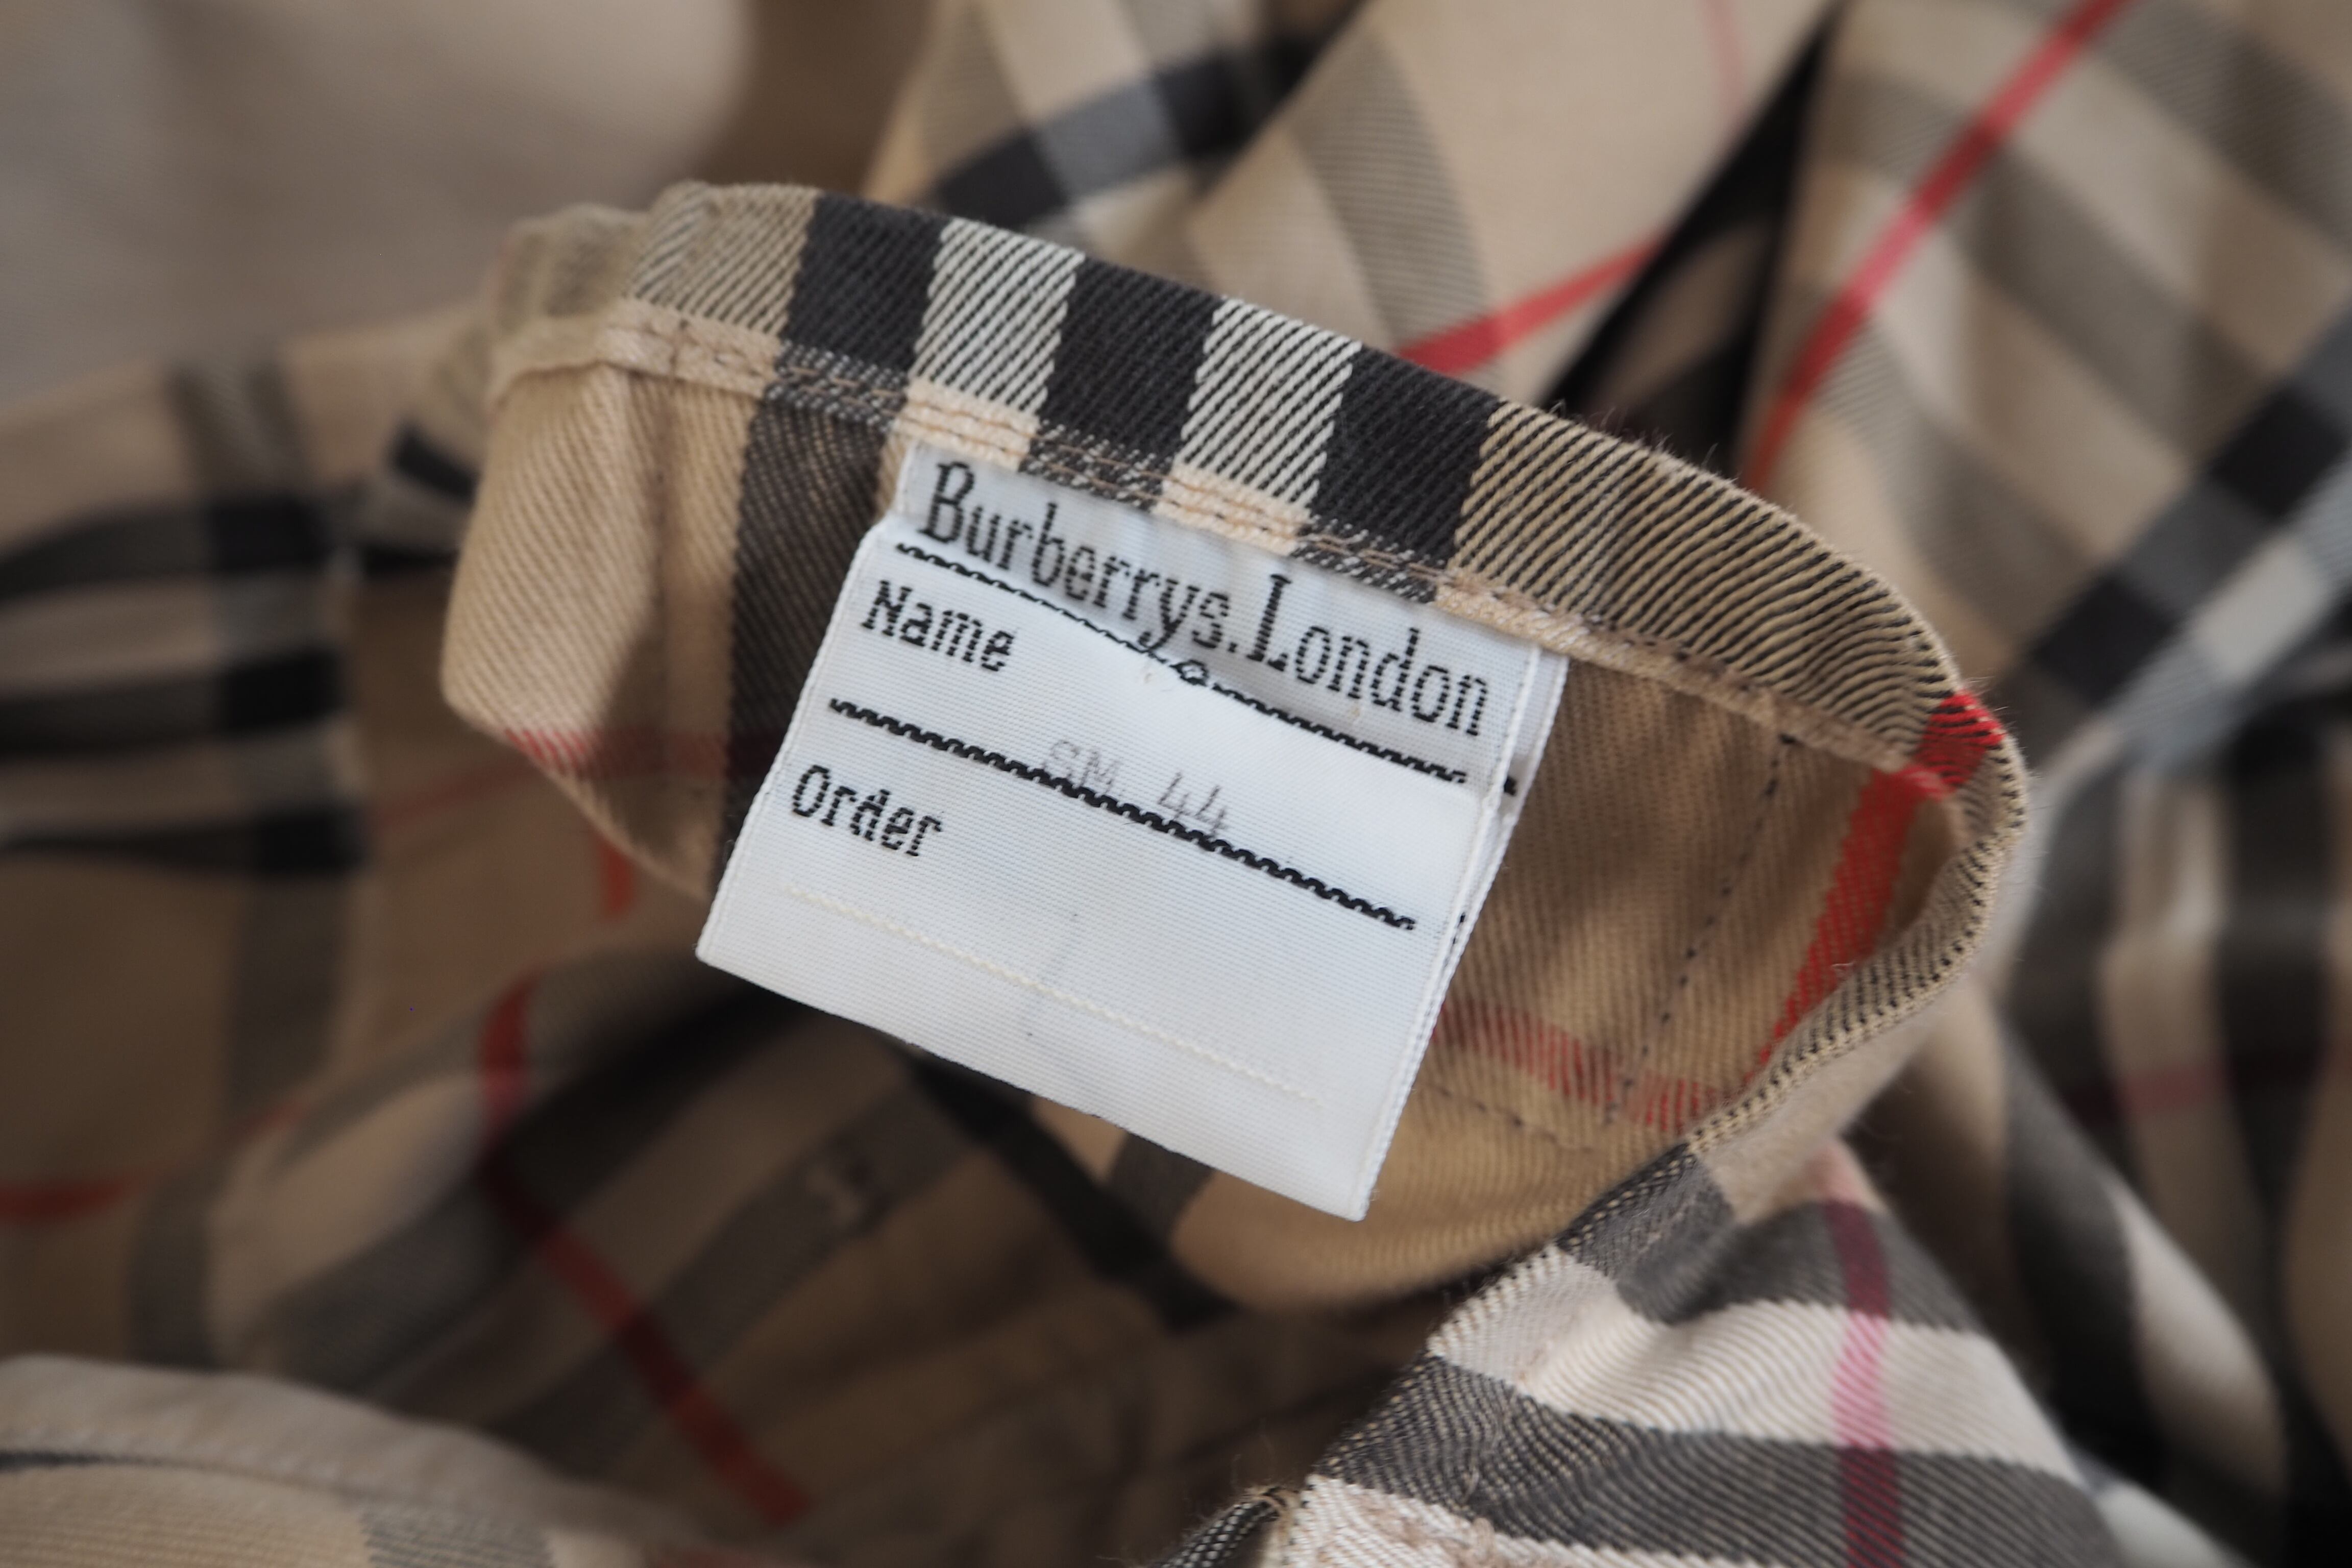 Burberrys.London
Name
SM. 44
Order